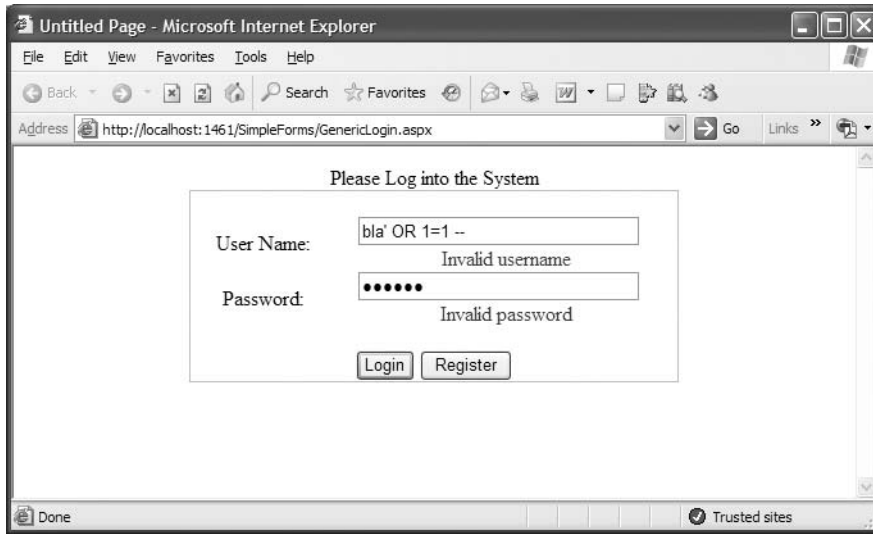 Untitled Page - Microsoft Internet Explorer
File Edit View Favorites Tools Help
Back Search Favorites W
Address http://localhost:1461/SimpleForms/GenericLogin.aspx Go Links »
Please Log into the System
User Name: bla' OR 1=1 --
Invalid username
Password: ••••••
Invalid password
Login Register
Done Trusted sites